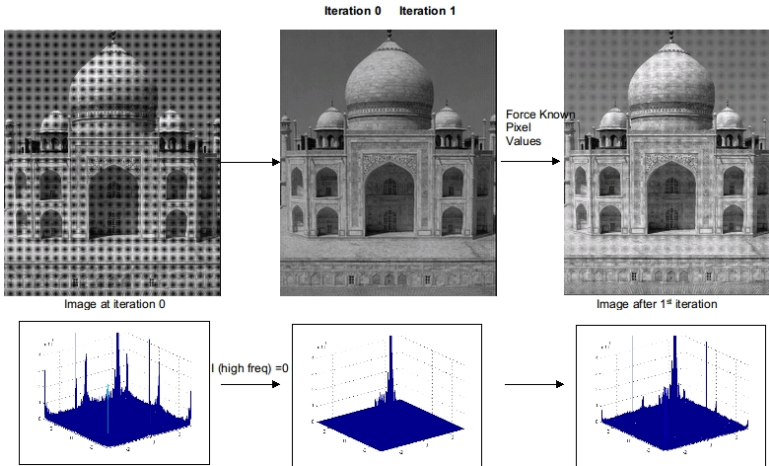 Iteration 0 Iteration 1
Force Known
Pixel
Values
Image at iteration 0
Image after 1st iteration
I (high freq) =0